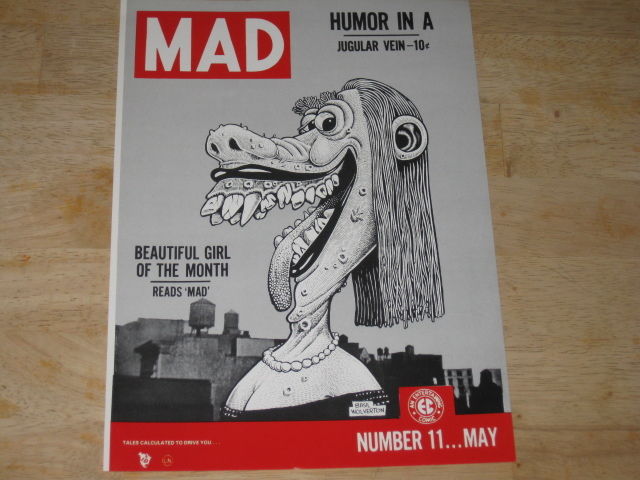 MAD
HUMOR IN A
JUGULAR VEIN–10¢
BEAUTIFUL GIRL
OF THE MONTH
READS ‘MAD’
BASIL
WOLVERTON
AN ENTERTAINING
EC
COMIC
TALES CALCULATED TO DRIVE YOU . . .
NUMBER 11...MAY